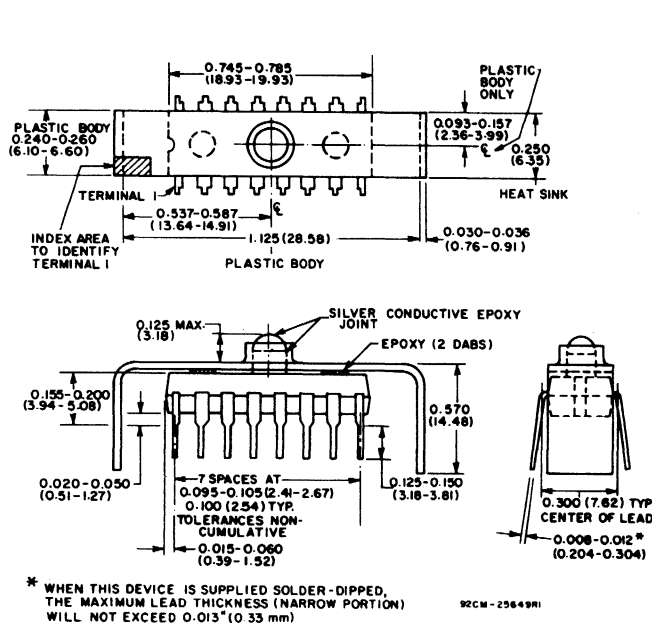 0.745-0.785
(18.93-19.93)
PLASTIC
BODY
ONLY
PLASTIC BODY
0.240-0.260
(6.10-6.60)
0.093-0.157
(2.36-3.99)
℄
0.250
(6.35)
TERMINAL 1
HEAT SINK
0.537-0.587
(13.64-14.91)
℄
INDEX AREA
TO IDENTIFY
TERMINAL 1
1.125 (28.58)
PLASTIC BODY
0.030-0.036
(0.76-0.91)
0.125 MAX.
(3.18)
SILVER CONDUCTIVE EPOXY
JOINT
EPOXY (2 DABS)
0.155-0.200
(3.94-5.08)
0.570
(14.48)
0.020-0.050
(0.51-1.27)
7 SPACES AT
0.095-0.105(2.41-2.67)
0.100 (2.54) TYP.
TOLERANCES NON-
CUMULATIVE
0.125-0.150
(3.18-3.81)
0.300 (7.62) TYP
CENTER OF LEAD
0.015-0.060
(0.39-1.52)
0.008-0.012*
(0.204-0.304)
* WHEN THIS DEVICE IS SUPPLIED SOLDER-DIPPED,
THE MAXIMUM LEAD THICKNESS (NARROW PORTION)
WILL NOT EXCEED 0.013" (0.33 mm)
92CM-25649R1